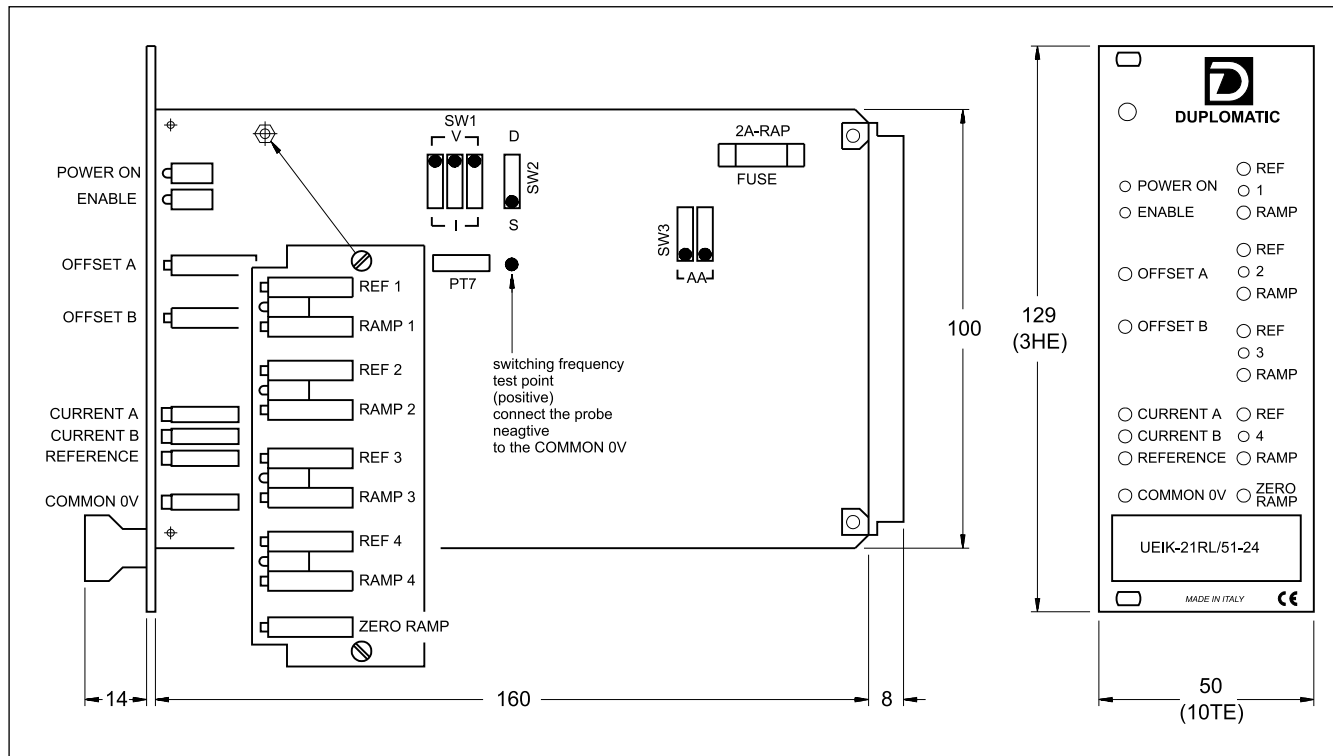 POWER ON
ENABLE
OFFSET A
OFFSET B
CURRENT A
CURRENT B
REFERENCE
COMMON 0V
SW1
V
I
D
SW2
S
PT7
2A-RAP
FUSE
SW3
AA
switching frequency
test point
(positive)
connect the probe
neagtive
to the COMMON 0V
REF 1
RAMP 1
REF 2
RAMP 2
REF 3
RAMP 3
REF 4
RAMP 4
ZERO RAMP
14
160
8
100
129
(3HE)
D
DUPLOMATIC
POWER ON
ENABLE
OFFSET A
OFFSET B
CURRENT A
CURRENT B
REFERENCE
COMMON 0V
REF
1
RAMP
REF
2
RAMP
REF
3
RAMP
REF
4
RAMP
ZERO
RAMP
UEIK-21RL/51-24
MADE IN ITALY
CE
50
(10TE)